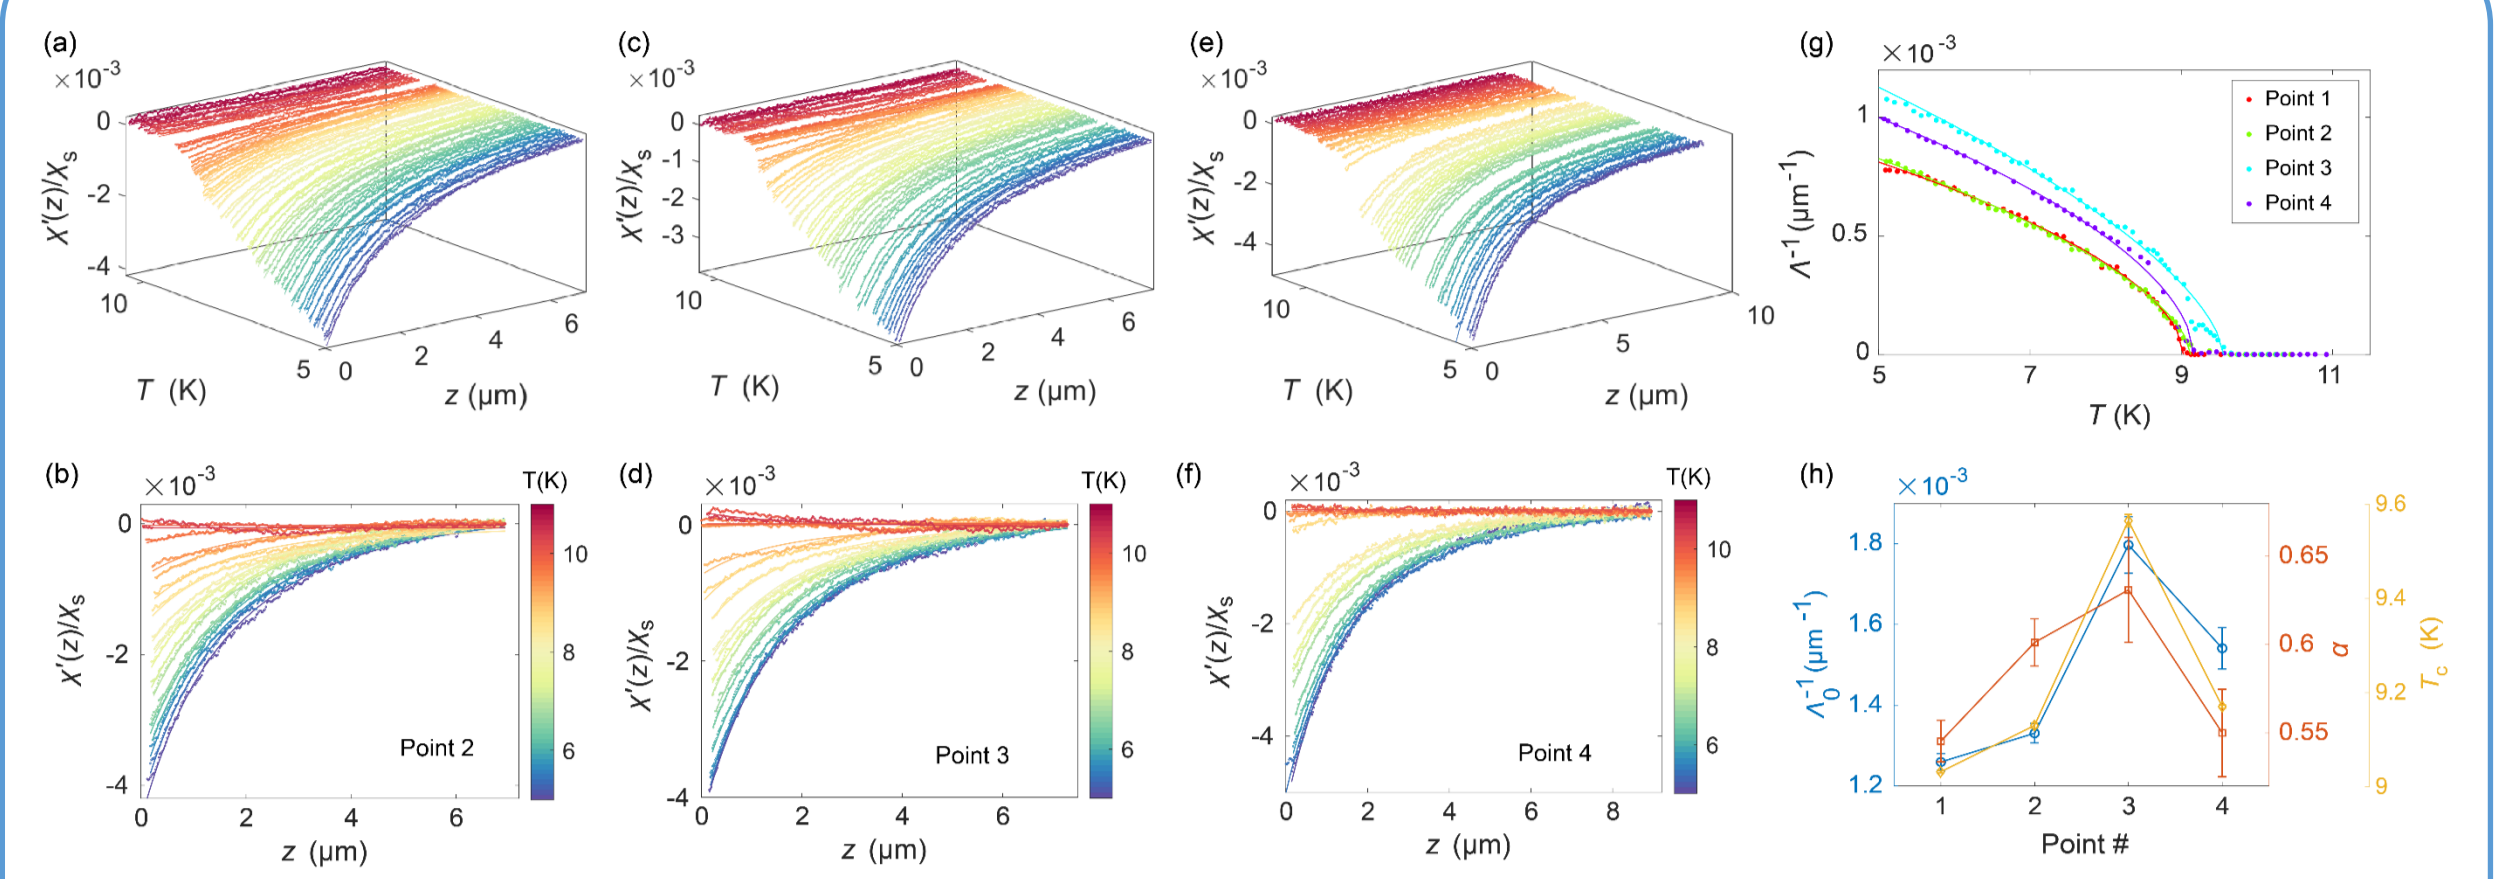 (a)
×10⁻³
0
-2
-4
χ'(z)/χs
10
5
T (K)
0
2
4
6
z (μm)
(c)
×10⁻³
0
-1
-2
-3
χ'(z)/χs
10
5
T (K)
0
2
4
6
z (μm)
(e)
×10⁻³
0
-2
-4
χ'(z)/χs
10
5
T (K)
0
5
10
z (μm)
(g)
×10⁻³
1
0.5
0
Λ⁻¹(μm⁻¹)
Point 1
Point 2
Point 3
Point 4
5
7
9
11
T (K)
(b)
×10⁻³
T(K)
0
-2
-4
χ'(z)/χs
Point 2
10
8
6
0
2
4
6
z (μm)
(d)
×10⁻³
T(K)
0
-2
-4
χ'(z)/χs
Point 3
10
8
6
0
2
4
6
z (μm)
(f)
×10⁻³
T(K)
0
-2
-4
χ'(z)/χs
Point 4
10
8
6
0
2
4
6
8
z (μm)
(h)
×10⁻³
1.8
1.6
1.4
1.2
Λ₀⁻¹(μm⁻¹)
0.65
0.6
0.55
α
9.6
9.4
9.2
9
Tc (K)
1
2
3
4
Point #